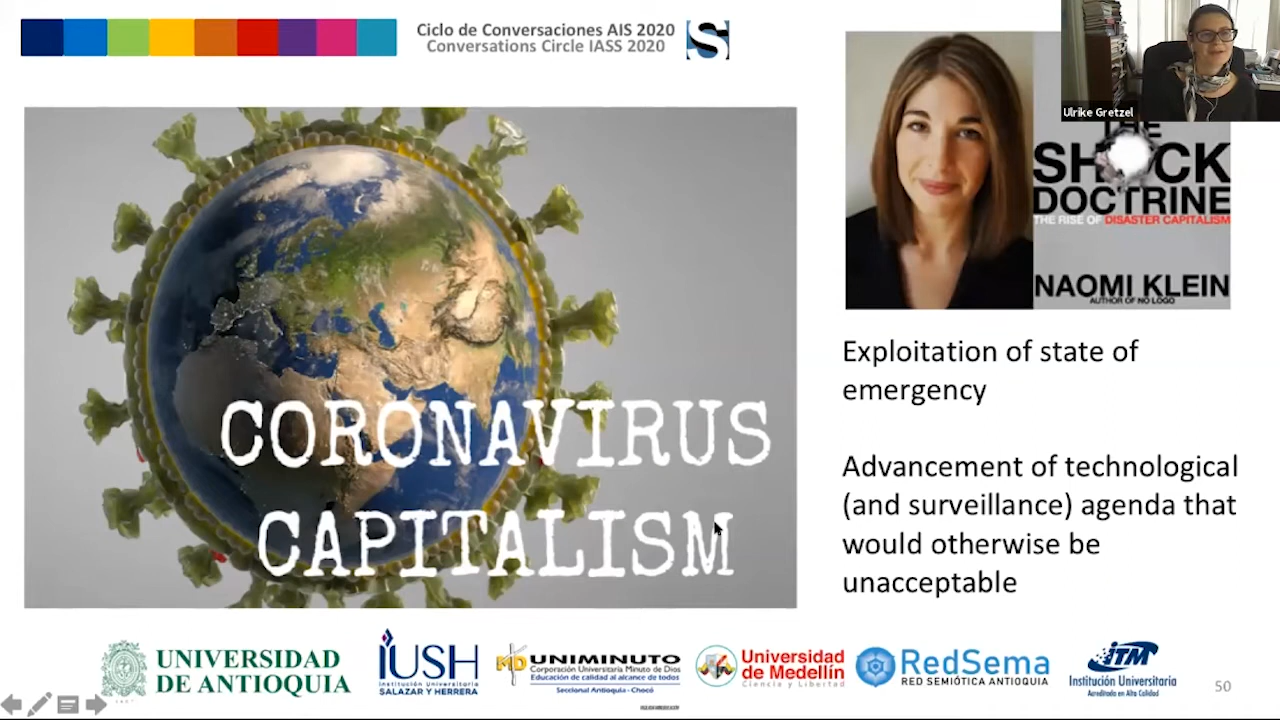 Ciclo de Conversaciones AIS 2020
Conversations Circle IASS 2020
S
Ulrike Gretzel
THE
SHOCK
DOCTRINE
THE RISE OF DISASTER CAPITALISM
NAOMI KLEIN
AUTHOR OF NO LOGO
CORONAVIRUS
CAPITALISM
Exploitation of state of
emergency
Advancement of technological
(and surveillance) agenda that
would otherwise be
unacceptable
UNIVERSIDAD
DE ANTIOQUIA
IUSH
Institución Universitaria
SALAZAR Y HERRERA
MD UNIMINUTO
Corporación Universitaria Minuto de Dios
Educación de calidad al alcance de todos
Seccional Antioquia - Chocó
Universidad
de Medellín
Ciencia y Libertad
RedSema
RED SEMIÓTICA ANTIOQUIA
iTM
Institución Universitaria
Acreditada en Alta Calidad
50